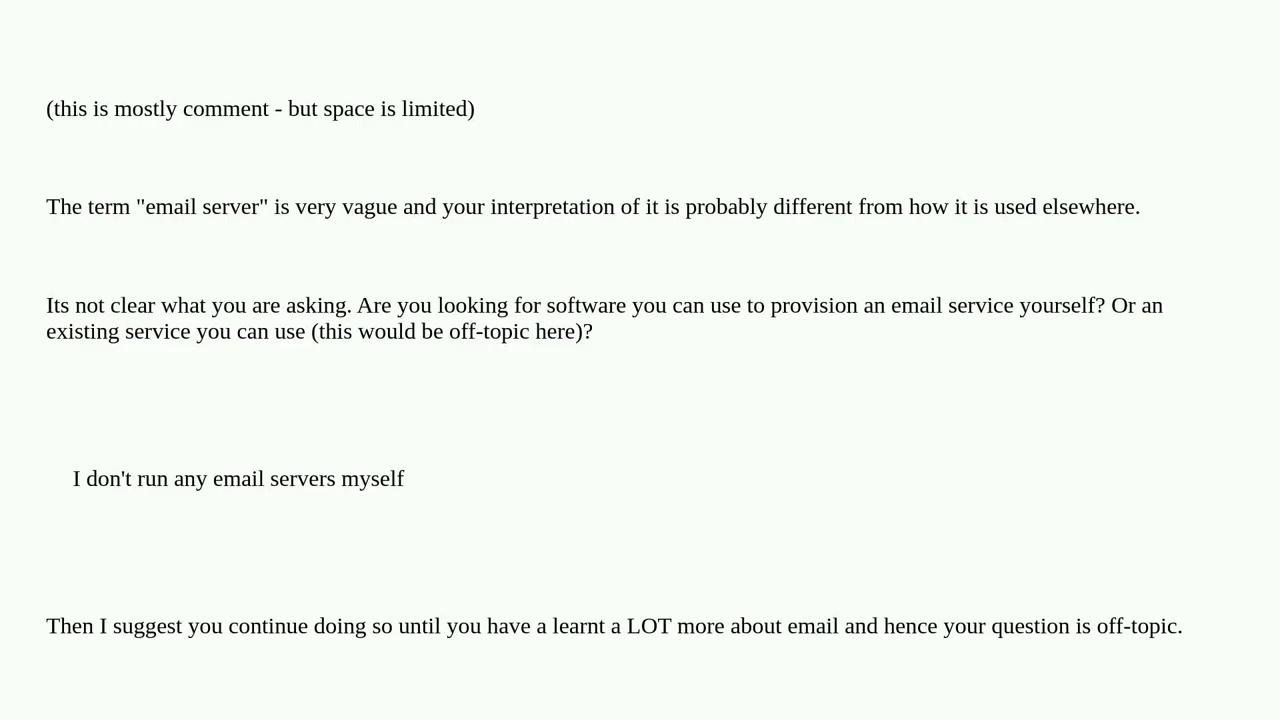 (this is mostly comment - but space is limited)
The term "email server" is very vague and your interpretation of it is probably different from how it is used elsewhere.
Its not clear what you are asking. Are you looking for software you can use to provision an email service yourself? Or an
existing service you can use (this would be off-topic here)?
I don't run any email servers myself
Then I suggest you continue doing so until you have a learnt a LOT more about email and hence your question is off-topic.